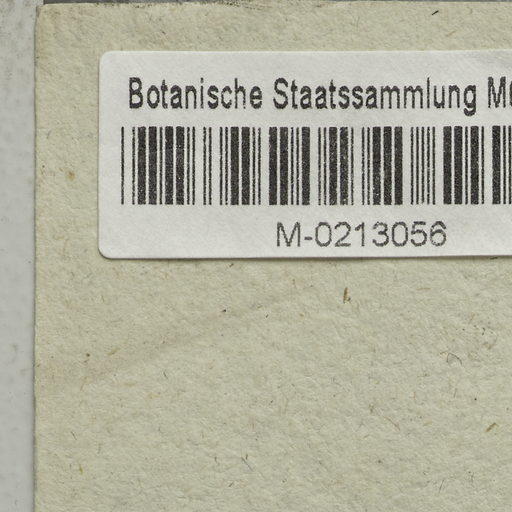 Botanische Staatssammlung
M-0213056